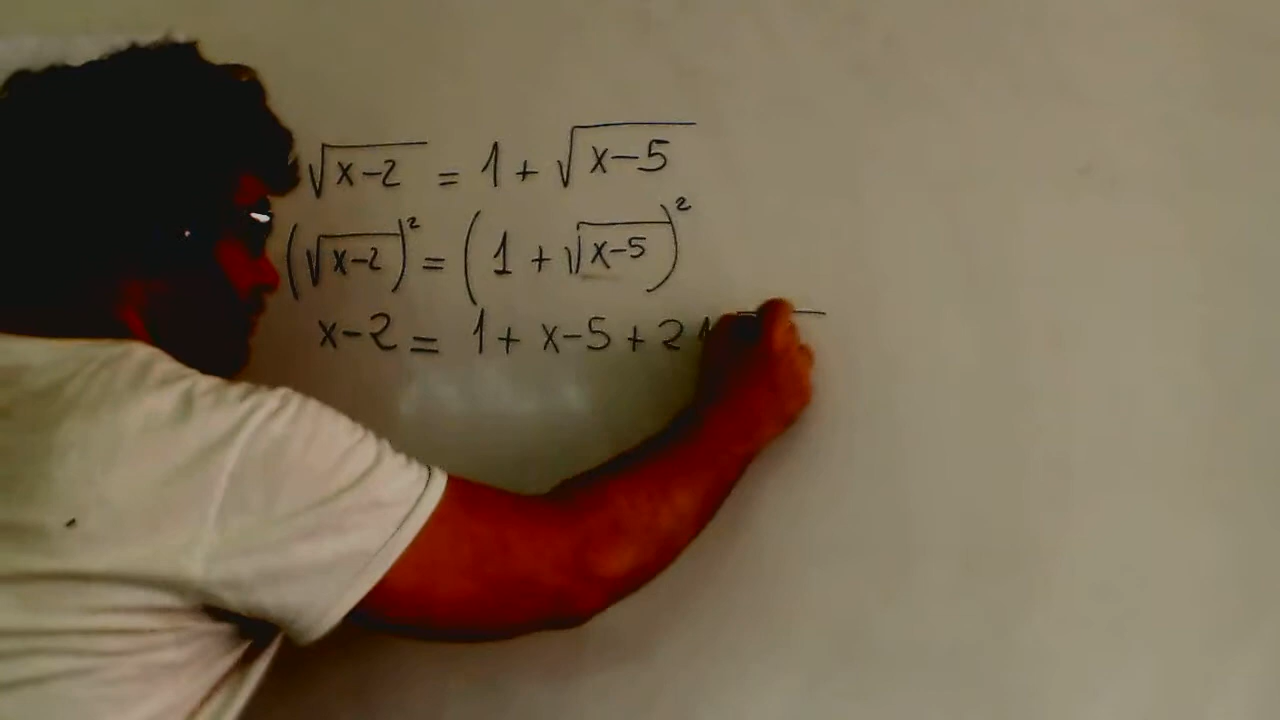 √(x-2) = 1 + √(x-5)
(√(x-2))² = (1 + √(x-5))²
x-2 = 1 + x-5 + 2√